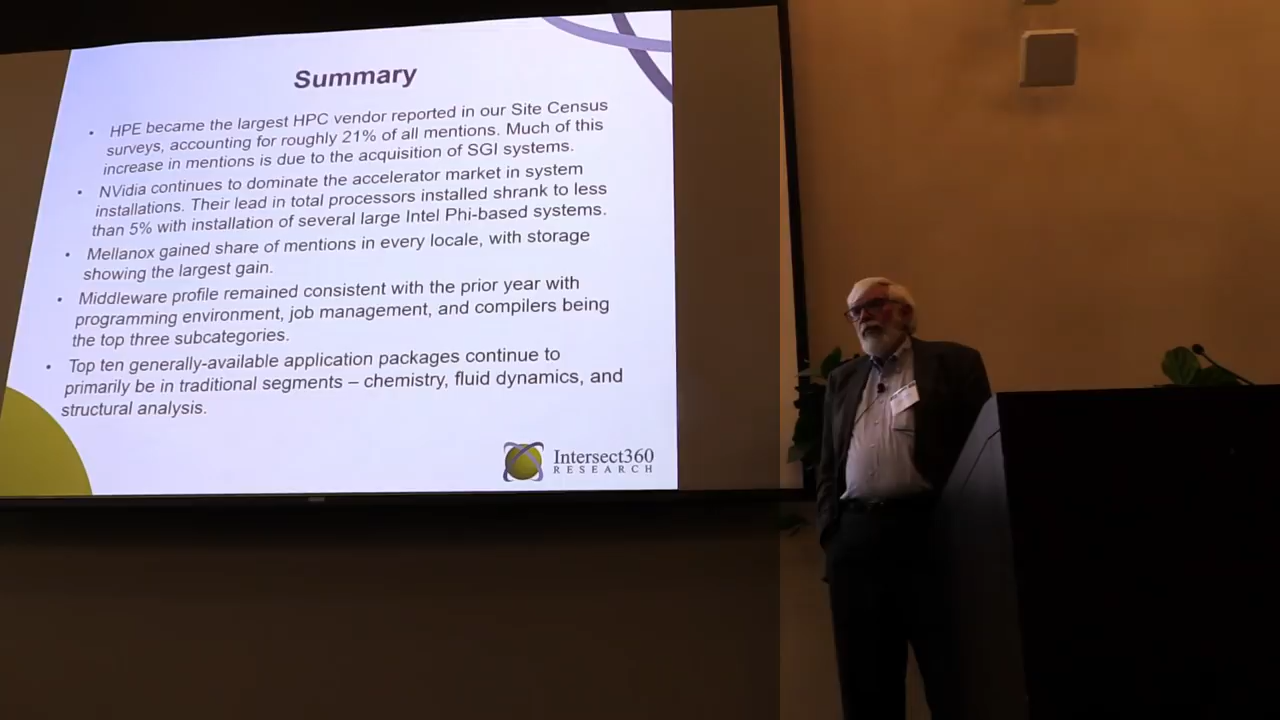 Summary
• HPE became the largest HPC vendor reported in our Site Census
surveys, accounting for roughly 21% of all mentions. Much of this
increase in mentions is due to the acquisition of SGI systems.
• NVidia continues to dominate the accelerator market in system
installations. Their lead in total processors installed shrank to less
than 5% with installation of several large Intel Phi-based systems.
• Mellanox gained share of mentions in every locale, with storage
showing the largest gain.
• Middleware profile remained consistent with the prior year with
programming environment, job management, and compilers being
the top three subcategories.
• Top ten generally-available application packages continue to
primarily be in traditional segments – chemistry, fluid dynamics, and
structural analysis.
Intersect360
RESEARCH